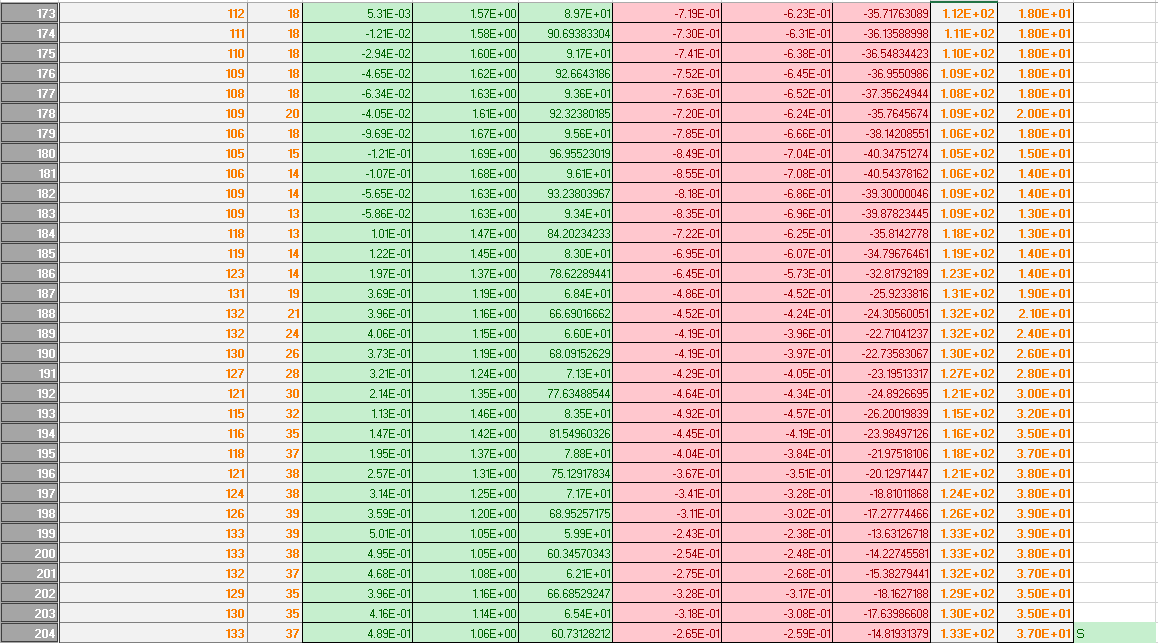 173 112 18 5.31E-03 1.57E+00 8.97E+01 -7.19E-01 -6.23E-01 -35.71763089 1.12E+02 1.80E+01
174 111 18 -1.21E-02 1.58E+00 90.69383304 -7.30E-01 -6.31E-01 -36.13588998 1.11E+02 1.80E+01
175 110 18 -2.94E-02 1.60E+00 9.17E+01 -7.41E-01 -6.38E-01 -36.54834423 1.10E+02 1.80E+01
176 109 18 -4.65E-02 1.62E+00 92.6643186 -7.52E-01 -6.45E-01 -36.9550986 1.09E+02 1.80E+01
177 108 18 -6.34E-02 1.63E+00 9.36E+01 -7.63E-01 -6.52E-01 -37.35624944 1.08E+02 1.80E+01
178 109 20 -4.05E-02 1.61E+00 92.32380185 -7.20E-01 -6.24E-01 -35.7645674 1.09E+02 2.00E+01
179 106 18 -9.69E-02 1.67E+00 9.56E+01 -7.85E-01 -6.66E-01 -38.14208551 1.06E+02 1.80E+01
180 105 15 -1.21E-01 1.69E+00 96.95523019 -8.49E-01 -7.04E-01 -40.34751274 1.05E+02 1.50E+01
181 106 14 -1.07E-01 1.68E+00 9.61E+01 -8.55E-01 -7.08E-01 -40.54378162 1.06E+02 1.40E+01
182 109 14 -5.65E-02 1.63E+00 93.23803967 -8.18E-01 -6.86E-01 -39.30000046 1.09E+02 1.40E+01
183 109 13 -5.86E-02 1.63E+00 9.34E+01 -8.35E-01 -6.96E-01 -39.87823445 1.09E+02 1.30E+01
184 118 13 1.01E-01 1.47E+00 84.20234233 -7.22E-01 -6.25E-01 -35.8142778 1.18E+02 1.30E+01
185 119 14 1.22E-01 1.45E+00 8.30E+01 -6.95E-01 -6.07E-01 -34.79676461 1.19E+02 1.40E+01
186 123 14 1.97E-01 1.37E+00 78.62289441 -6.45E-01 -5.73E-01 -32.81792189 1.23E+02 1.40E+01
187 131 19 3.69E-01 1.19E+00 6.84E+01 -4.86E-01 -4.52E-01 -25.9233816 1.31E+02 1.90E+01
188 132 21 3.96E-01 1.16E+00 66.69016662 -4.52E-01 -4.24E-01 -24.30560051 1.32E+02 2.10E+01
189 132 24 4.06E-01 1.15E+00 6.60E+01 -4.19E-01 -3.96E-01 -22.71041237 1.32E+02 2.40E+01
190 130 26 3.73E-01 1.19E+00 68.09152629 -4.19E-01 -3.97E-01 -22.73583067 1.30E+02 2.60E+01
191 127 28 3.21E-01 1.24E+00 7.13E+01 -4.29E-01 -4.05E-01 -23.19513317 1.27E+02 2.80E+01
192 121 30 2.14E-01 1.35E+00 77.63488544 -4.64E-01 -4.34E-01 -24.8926695 1.21E+02 3.00E+01
193 115 32 1.13E-01 1.46E+00 8.35E+01 -4.92E-01 -4.57E-01 -26.20019839 1.15E+02 3.20E+01
194 116 35 1.47E-01 1.42E+00 81.54960326 -4.45E-01 -4.19E-01 -23.98497126 1.16E+02 3.50E+01
195 118 37 1.95E-01 1.37E+00 7.88E+01 -4.04E-01 -3.84E-01 -21.97518106 1.18E+02 3.70E+01
196 121 38 2.57E-01 1.31E+00 75.12917834 -3.67E-01 -3.51E-01 -20.12971447 1.21E+02 3.80E+01
197 124 38 3.14E-01 1.25E+00 7.17E+01 -3.41E-01 -3.28E-01 -18.81011868 1.24E+02 3.80E+01
198 126 39 3.59E-01 1.20E+00 68.95257175 -3.11E-01 -3.02E-01 -17.27774466 1.26E+02 3.90E+01
199 133 39 5.01E-01 1.05E+00 5.99E+01 -2.43E-01 -2.38E-01 -13.63126718 1.33E+02 3.90E+01
200 133 38 4.95E-01 1.05E+00 60.34570343 -2.54E-01 -2.48E-01 -14.22745581 1.33E+02 3.80E+01
201 132 37 4.68E-01 1.08E+00 6.21E+01 -2.75E-01 -2.68E-01 -15.38279441 1.32E+02 3.70E+01
202 129 35 3.96E-01 1.16E+00 66.68529247 -3.28E-01 -3.17E-01 -18.1627188 1.29E+02 3.50E+01
203 130 35 4.16E-01 1.14E+00 6.54E+01 -3.18E-01 -3.08E-01 -17.63986608 1.30E+02 3.50E+01
204 133 37 4.89E-01 1.06E+00 60.73128212 -2.65E-01 -2.59E-01 -14.81931379 1.33E+02 3.70E+01 S